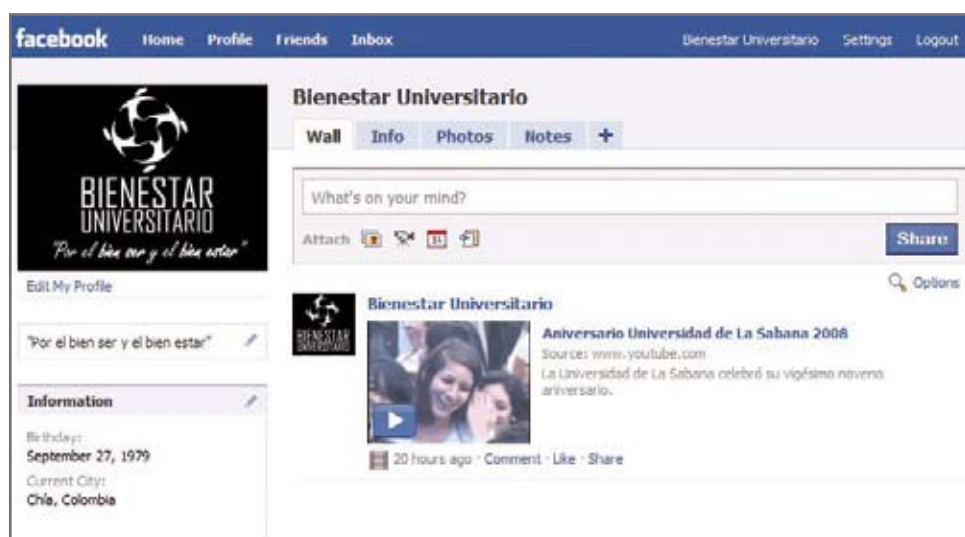 facebook Home Profile Friends Inbox Bienestar Universitario Settings Logout
BIENESTAR
UNIVERSITARIO
"Por el bien ser y el bien estar"
Edit My Profile
"Por el bien ser y el bien estar"
Information
Birthday:
September 27, 1979
Current City:
Chía, Colombia
Bienestar Universitario
Wall Info Photos Notes +
What's on your mind?
Attach 31 Share
Options
BIENESTAR
UNIVERSITARIO
Bienestar Universitario
Aniversario Universidad de La Sabana 2008
Source: www.youtube.com
La Universidad de La Sabana celebró su vigésimo noveno
aniversario.
20 hours ago · Comment · Like · Share